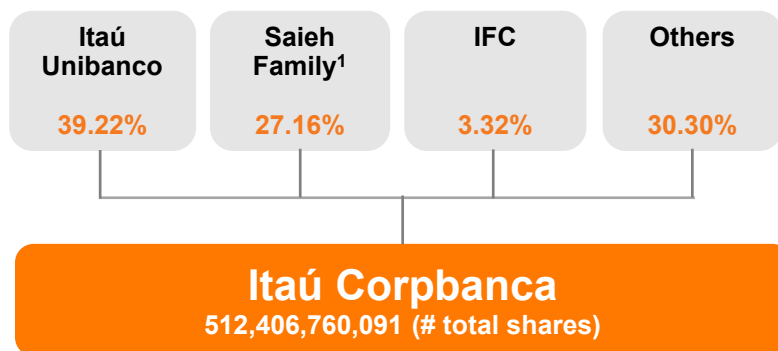 Itaú
Unibanco
39.22%
Saieh
Family¹
27.16%
IFC
3.32%
Others
30.30%
Itaú Corpbanca
512,406,760,091 (# total shares)